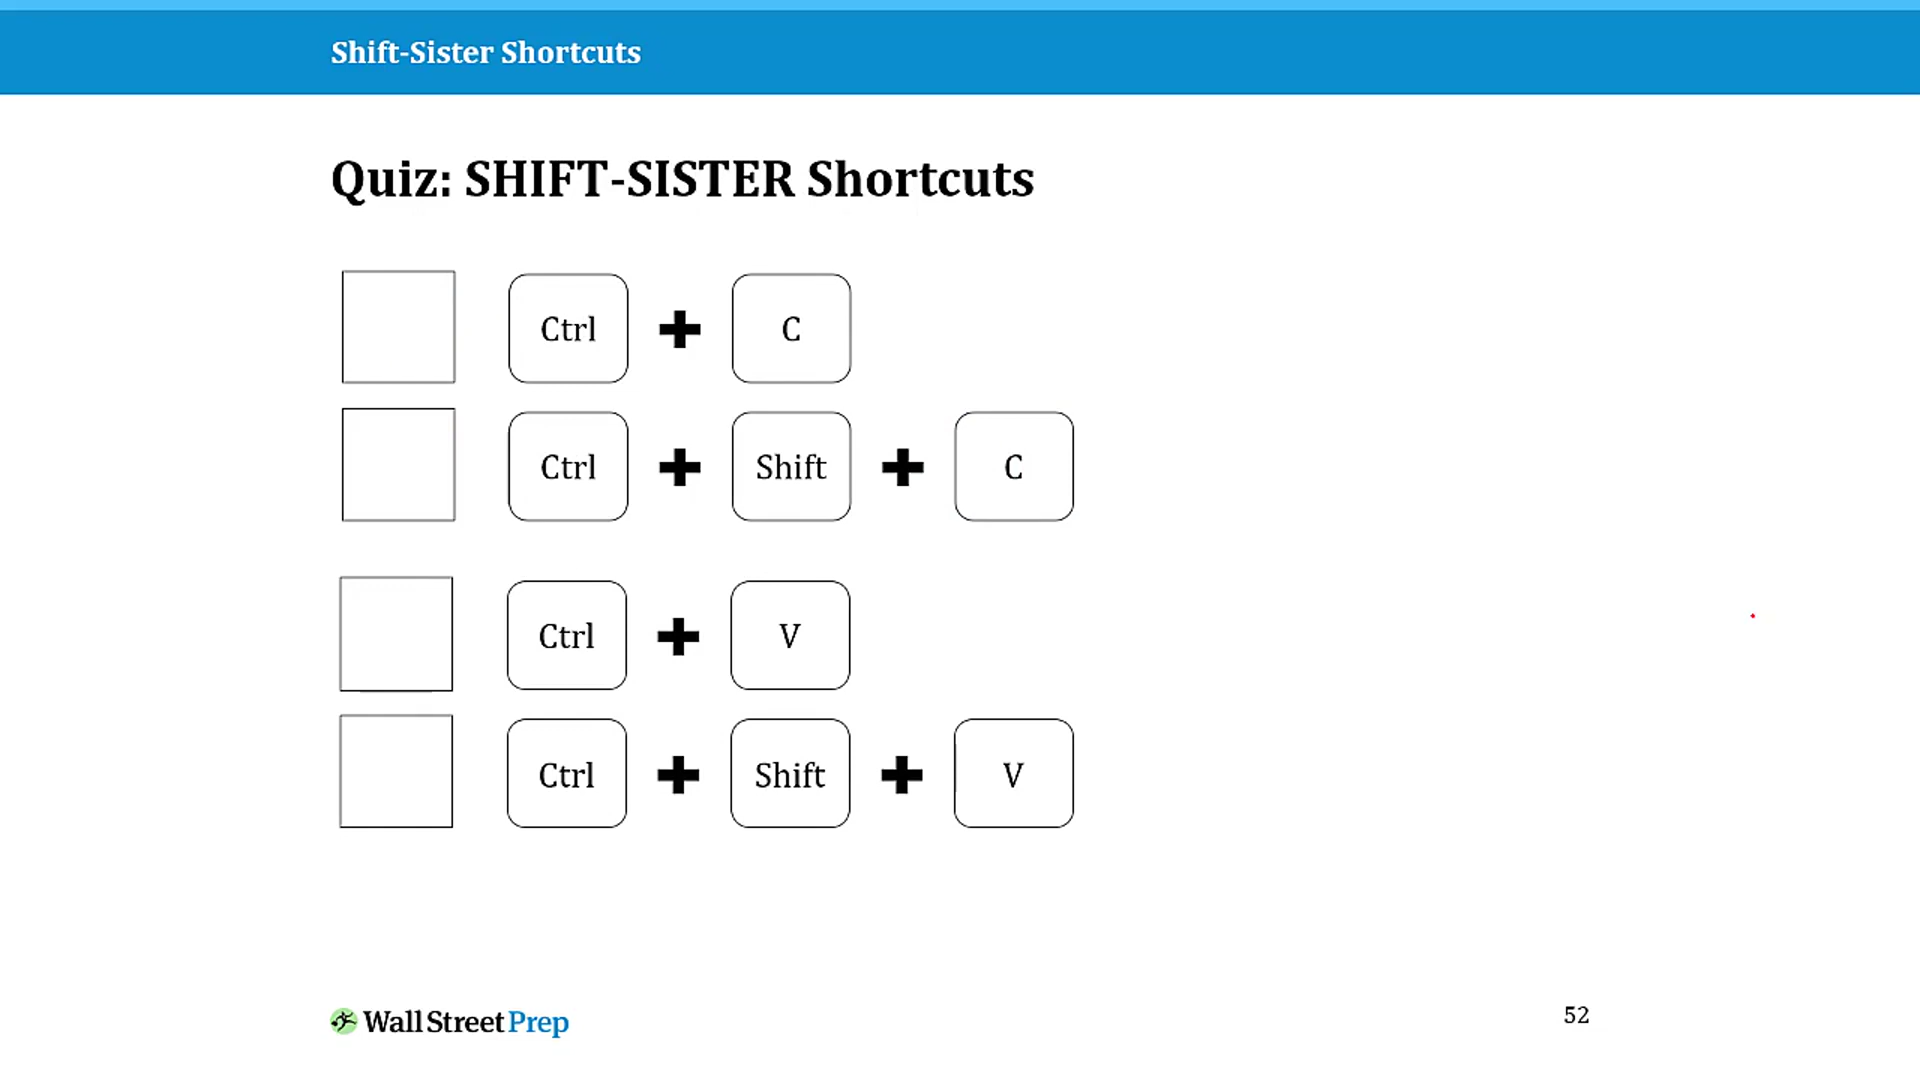 Shift-Sister Shortcuts
Quiz: SHIFT-SISTER Shortcuts
Ctrl + C
Ctrl + Shift + C
Ctrl + V
Ctrl + Shift + V
Wall Street Prep
52